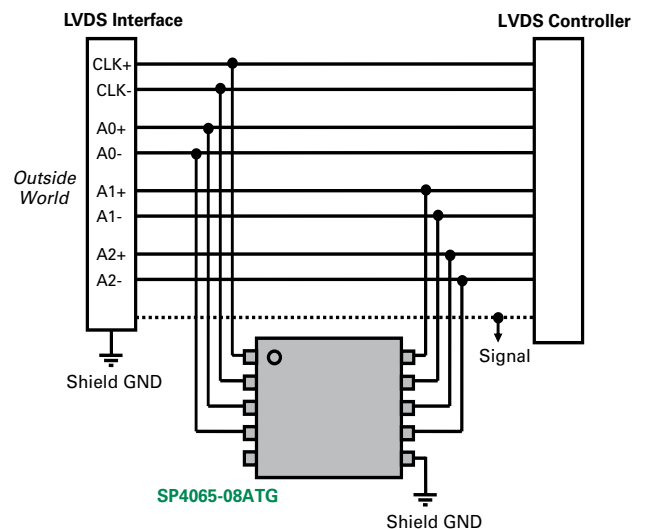 LVDS Interface
LVDS Controller
CLK+
CLK-
A0+
A0-
Outside
World
A1+
A1-
A2+
A2-
Signal
Shield GND
SP4065-08ATG
Shield GND